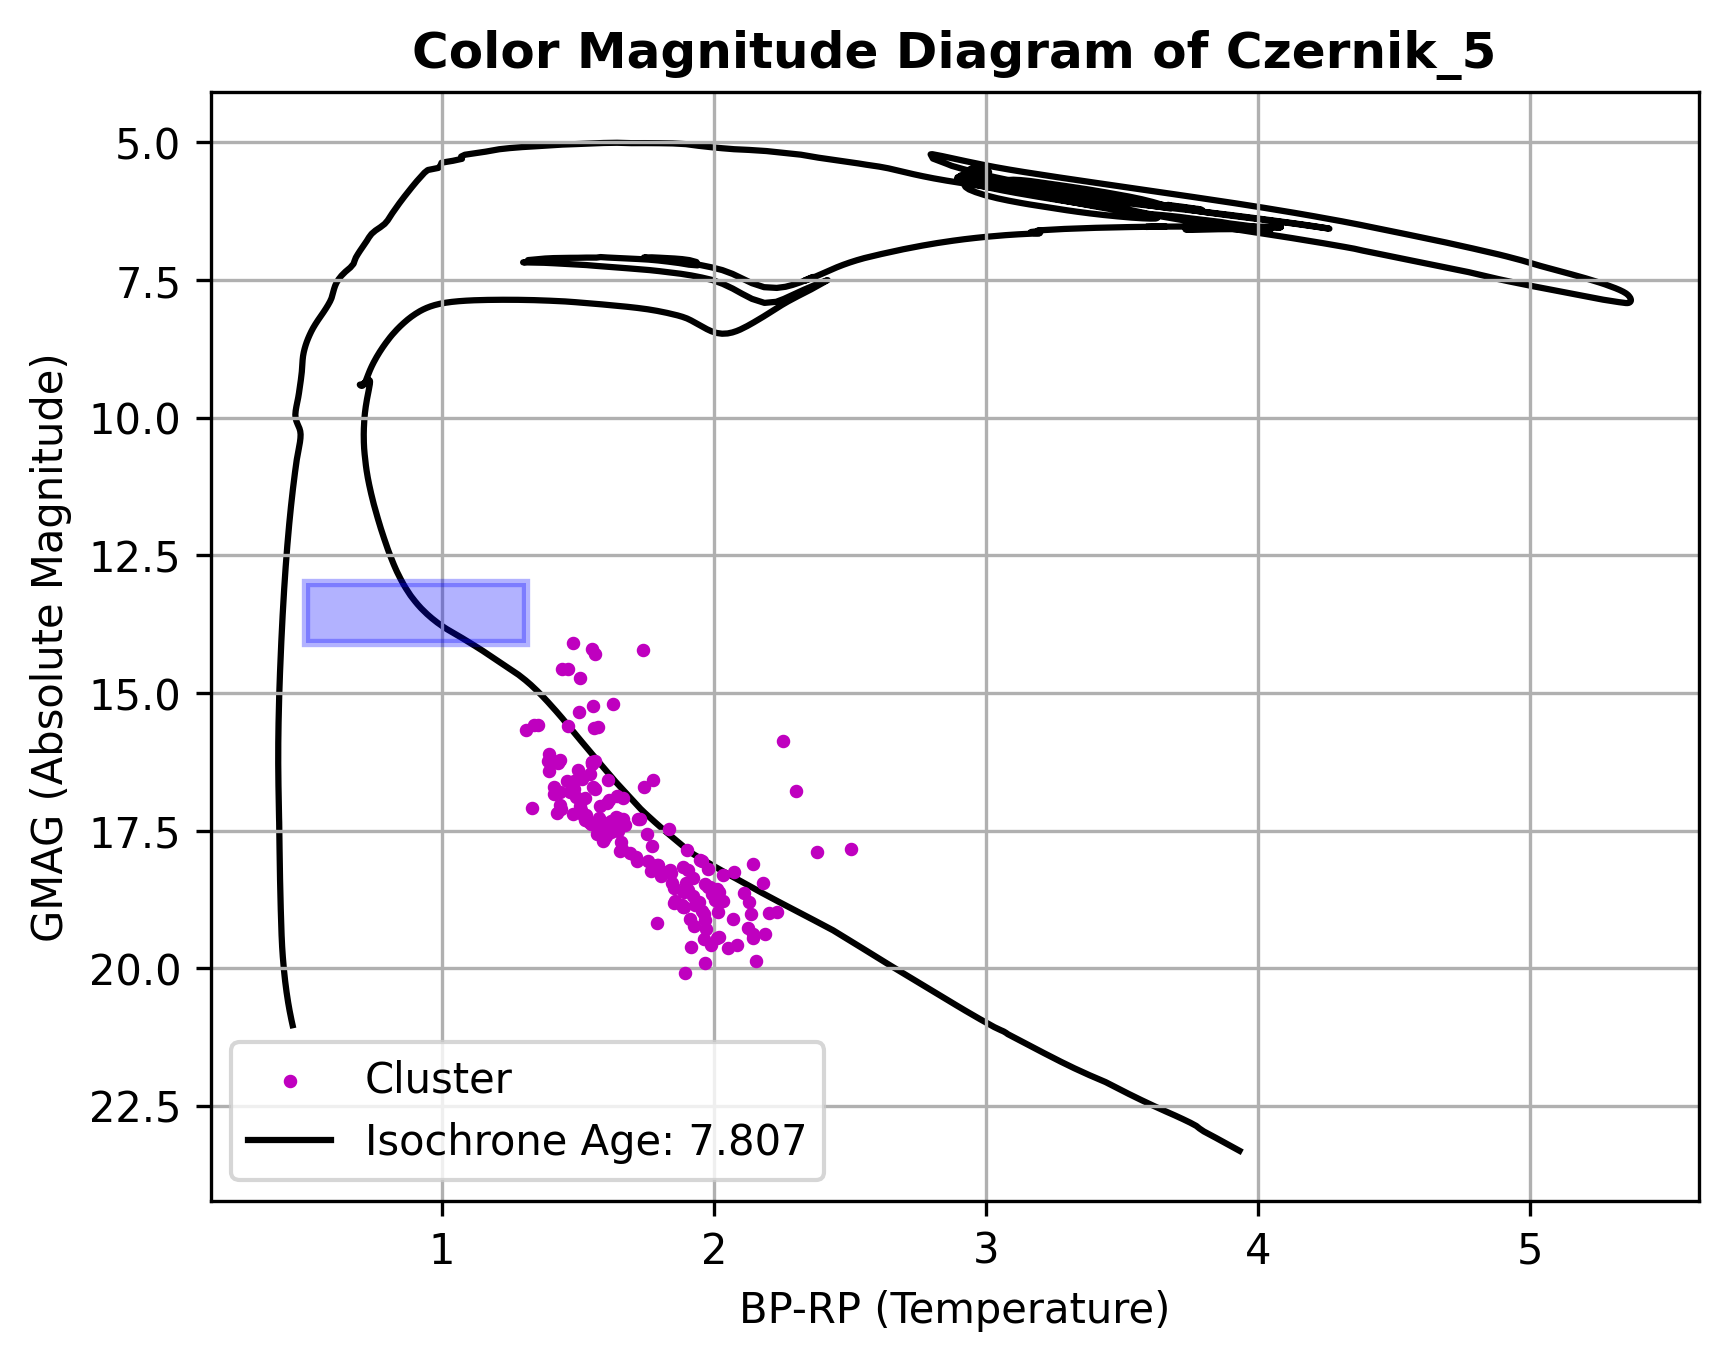 Color Magnitude Diagram of Czernik_5
GMAG (Absolute Magnitude)
5.0
7.5
10.0
12.5
15.0
17.5
20.0
22.5
Cluster
Isochrone Age: 7.807
1 2 3 4 5
BP-RP (Temperature)